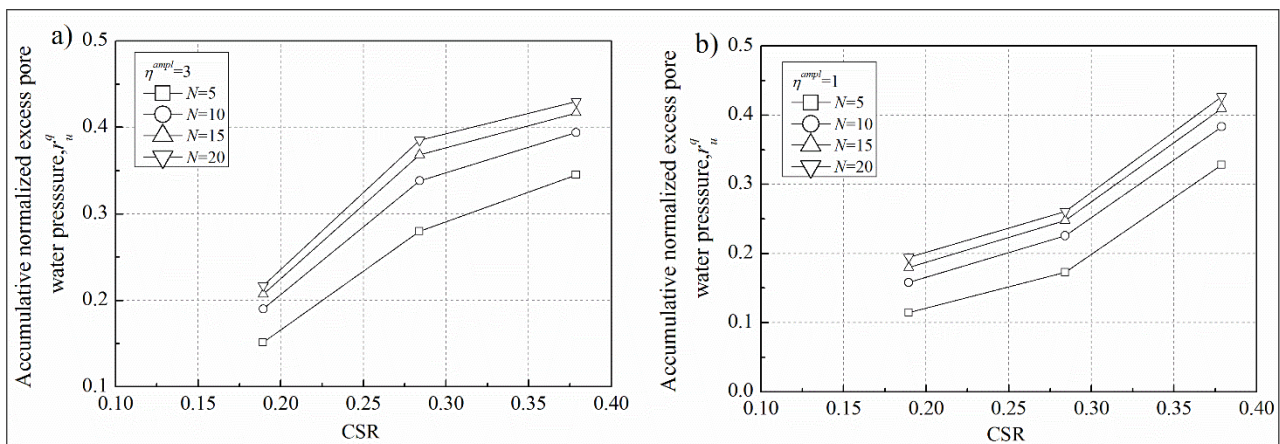 a)
Accumulative normalized excess pore
water presssure,r_u^q
0.5
0.4
0.3
0.2
0.1
η^ampl=3
N=5
N=10
N=15
N=20
0.10 0.15 0.20 0.25 0.30 0.35 0.40
CSR
b)
Accumulative normalized excess pore
water presssure,r_u^q
0.5
0.4
0.3
0.2
0.1
0.0
η^ampl=1
N=5
N=10
N=15
N=20
0.10 0.15 0.20 0.25 0.30 0.35 0.40
CSR